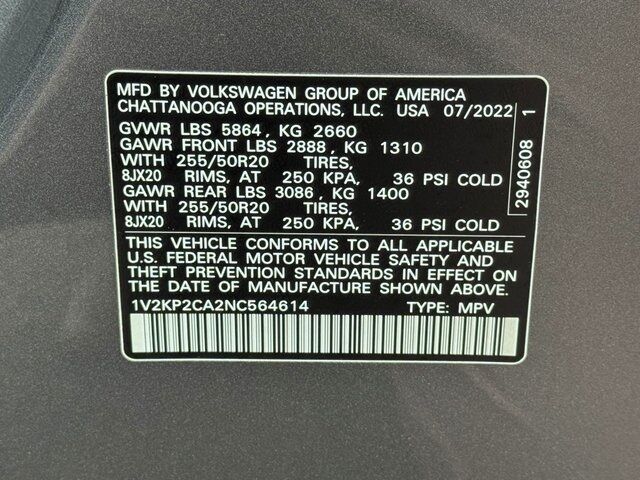 MFD BY VOLKSWAGEN GROUP OF AMERICA
CHATTANOOGA OPERATIONS, LLC. USA 07/2022
GVWR LBS 5864, KG 2660
GAWR FRONT LBS 2888, KG 1310
WITH 255/50R20 TIRES,
8JX20 RIMS, AT 250 KPA, 36 PSI COLD
GAWR REAR LBS 3086, KG 1400
WITH 255/50R20 TIRES,
8JX20 RIMS, AT 250 KPA, 36 PSI COLD
THIS VEHICLE CONFORMS TO ALL APPLICABLE
U.S. FEDERAL MOTOR VEHICLE SAFETY AND
THEFT PREVENTION STANDARDS IN EFFECT ON
THE DATE OF MANUFACTURE SHOWN ABOVE.
1V2KP2CA2NC564614 TYPE: MPV
2940608 1